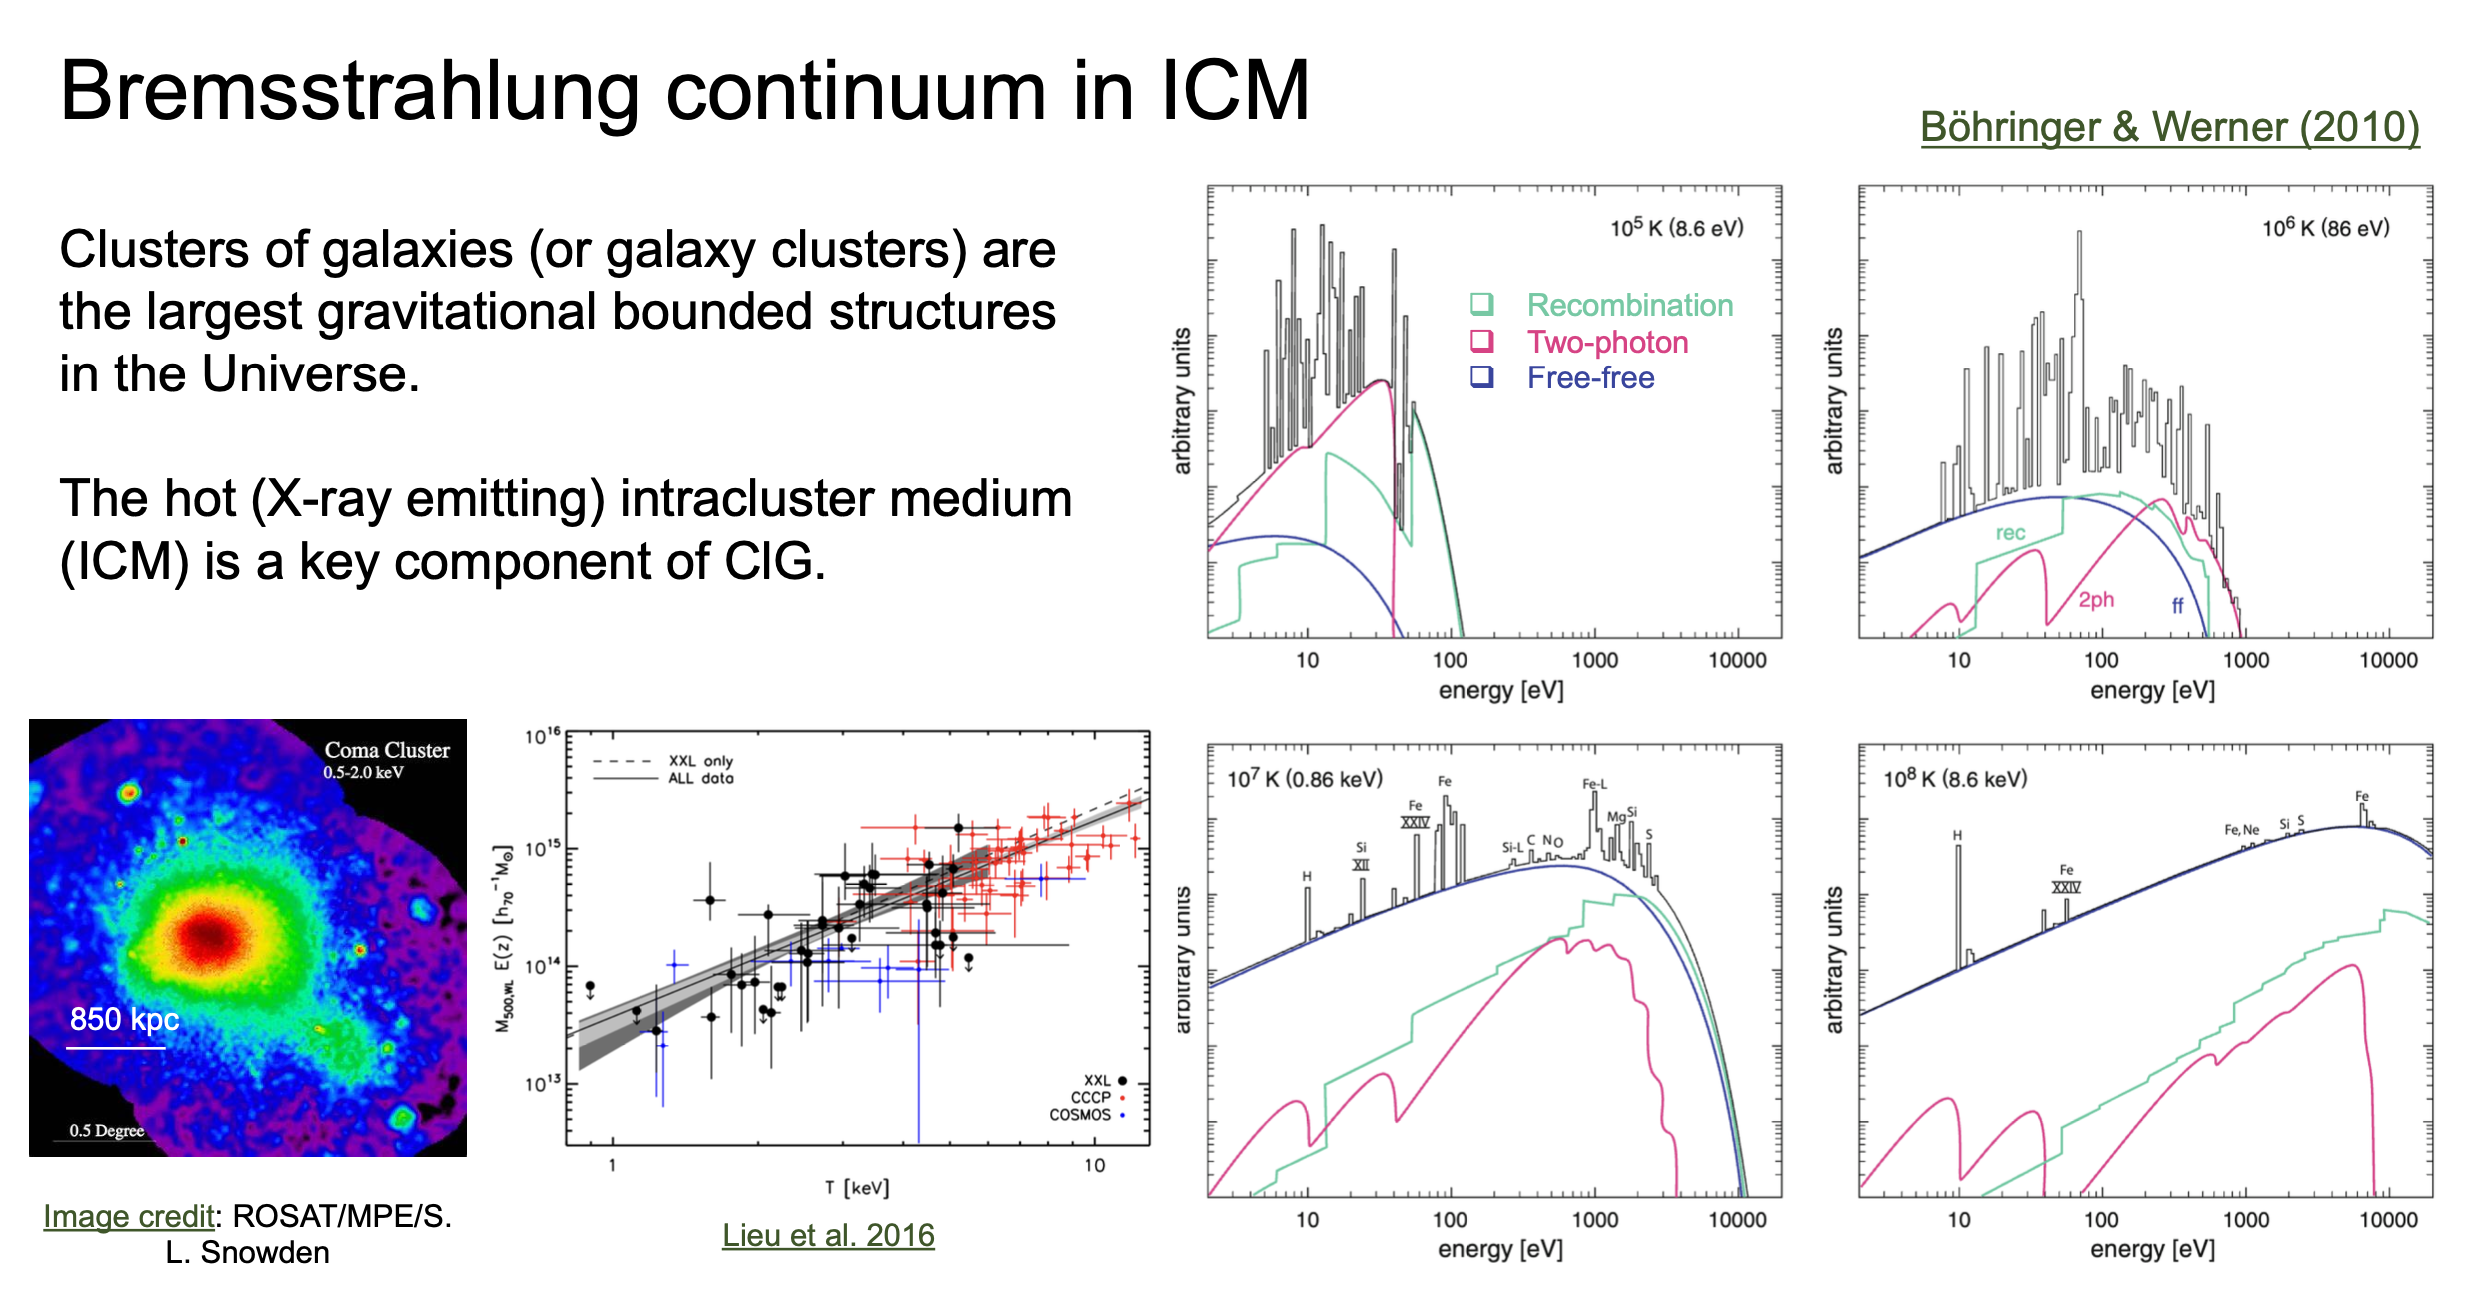 Bremsstrahlung continuum in ICM
Böhringer & Werner (2010)
Clusters of galaxies (or galaxy clusters) are
the largest gravitational bounded structures
in the Universe.
The hot (X-ray emitting) intracluster medium
(ICM) is a key component of ClG.
Coma Cluster
0.5-2.0 keV
850 kpc
0.5 Degree
Image credit: ROSAT/MPE/S.
L. Snowden
XXL only
ALL data
10^16
10^15
10^14
10^13
M500,WL E(z) [h70^-1 M⊙]
XXL
CCCP
COSMOS
1 10
T [keV]
Lieu et al. 2016
10^5 K (8.6 eV)
Recombination
Two-photon
Free-free
arbitrary units
10 100 1000 10000
energy [eV]
10^6 K (86 eV)
rec
2ph
ff
arbitrary units
10 100 1000 10000
energy [eV]
10^7 K (0.86 keV)
H
Si
XII
Fe
XXIV
Fe
Si-L C N O
Fe-L
Mg Si
S
arbitrary units
10 100 1000 10000
energy [eV]
10^8 K (8.6 keV)
H
Fe
XXIV
Fe, Ne
Si S
Fe
arbitrary units
10 100 1000 10000
energy [eV]